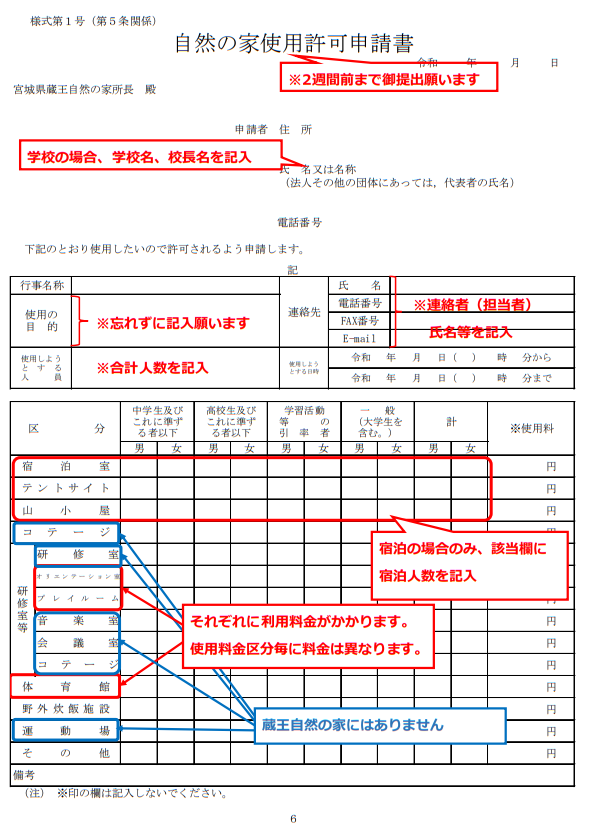 様式第１号（第５条関係）
自然の家使用許可申請書
令和　　年　　月　　日
※2週間前まで御提出願います
宮城県蔵王自然の家所長　殿
申請者　住　所
学校の場合、学校名、校長名を記入
氏　名又は名称
（法人その他の団体にあっては，代表者の氏名）
電話番号
下記のとおり使用したいので許可されるよう申請します。
記
行事名称
使用の
目　的
※忘れずに記入願います
連絡先
氏　　名
電話番号
FAX番号
E-mail
※連絡者（担当者）
氏名等を記入
使用しよう
と　す　る
人　　　員
※合計人数を記入
使用しよう
とする日時
令和　年　月　日（　）　時　分から
令和　年　月　日（　）　時　分まで
区　　　分
中学生及び
これに準ず
る者以下
高校生及び
これに準ず
る者以下
学習活動
等　　の
引　率　者
一　　般
（大学生を
含む。）
計
※使用料
男　女　男　女　男　女　男　女　男　女
宿　泊　室　円
テントサイト　円
山　小　屋　円
コテージ
宿泊の場合のみ、該当欄に
宿泊人数を記入
研修室等
研　修　室
オリエンテーション室
プレイルーム
音　楽　室　円
それぞれに利用料金がかかります。
使用料金区分毎に料金は異なります。
会　議　室　円
コテージ　円
体　育　館　円
野外炊飯施設　円
蔵王自然の家にはありません
運　動　場　円
そ　の　他　円
備考
（注）　※印の欄は記入しないでください。
6